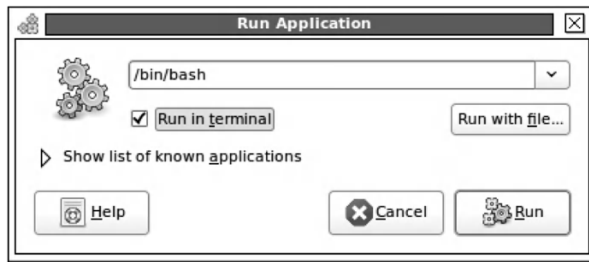 Run Application
/bin/bash
Run in terminal
Run with file...
Show list of known applications
Help
Cancel
Run